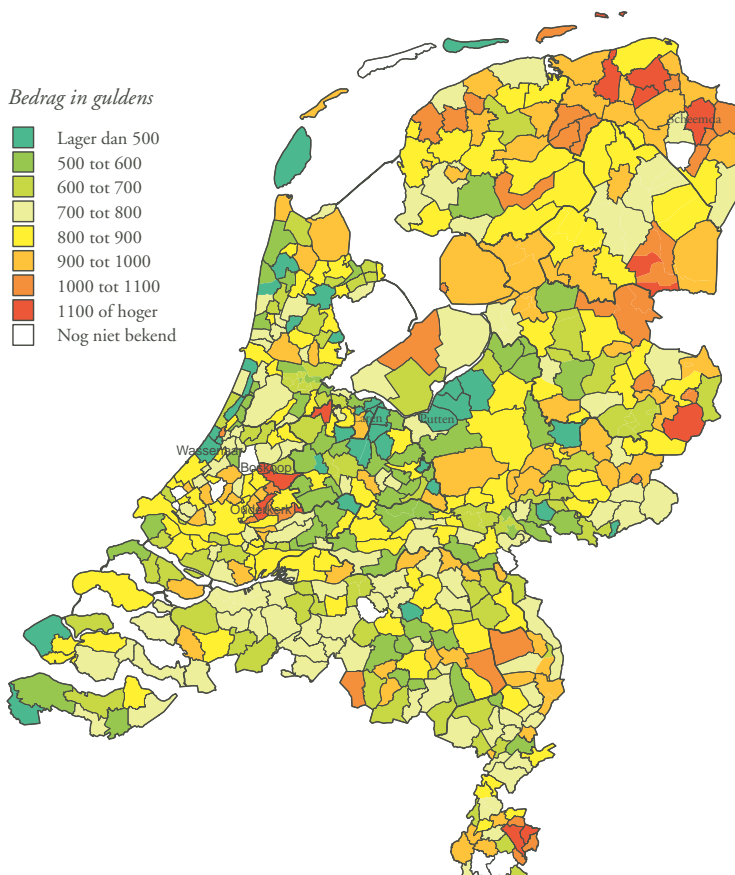 Bedrag in guldens
Lager dan 500
500 tot 600
600 tot 700
700 tot 800
800 tot 900
900 tot 1000
1000 tot 1100
1100 of hoger
Nog niet bekend
Scheemda
Laren
Putten
Wassenaar
Boskoop
Ouderkerk